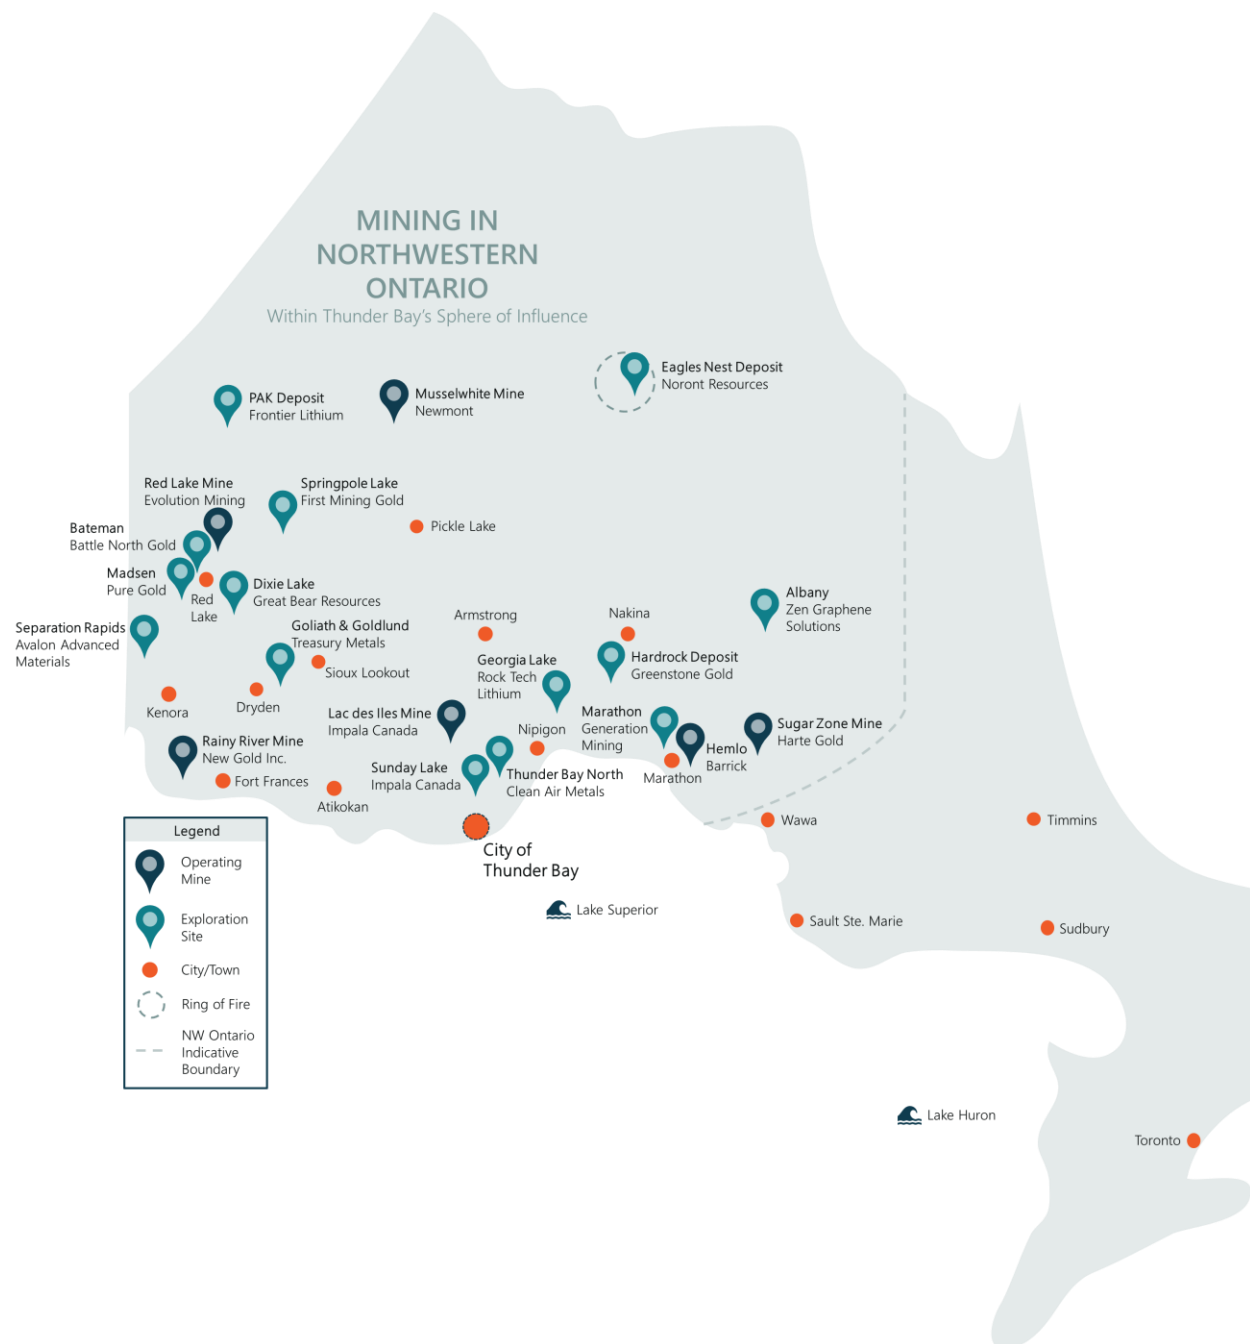 MINING IN
NORTHWESTERN
ONTARIO
Within Thunder Bay's Sphere of Influence
Eagles Nest Deposit
Noront Resources
PAK Deposit
Frontier Lithium
Musselwhite Mine
Newmont
Red Lake Mine
Evolution Mining
Springpole Lake
First Mining Gold
Bateman
Battle North Gold
Pickle Lake
Madsen
Pure Gold
Red
Lake
Dixie Lake
Great Bear Resources
Albany
Zen Graphene
Solutions
Separation Rapids
Avalon Advanced
Materials
Goliath & Goldlund
Treasury Metals
Sioux Lookout
Armstrong
Nakina
Georgia Lake
Rock Tech
Lithium
Hardrock Deposit
Greenstone Gold
Kenora
Dryden
Lac des Iles Mine
Impala Canada
Nipigon
Marathon
Generation
Mining
Sugar Zone Mine
Harte Gold
Rainy River Mine
New Gold Inc.
Hemlo
Barrick
Sunday Lake
Impala Canada
Thunder Bay North
Clean Air Metals
Marathon
Fort Frances
Atikokan
Wawa
Timmins
City of
Thunder Bay
Lake Superior
Sault Ste. Marie
Sudbury
Legend
Operating
Mine
Exploration
Site
City/Town
Ring of Fire
NW Ontario
Indicative
Boundary
Lake Huron
Toronto